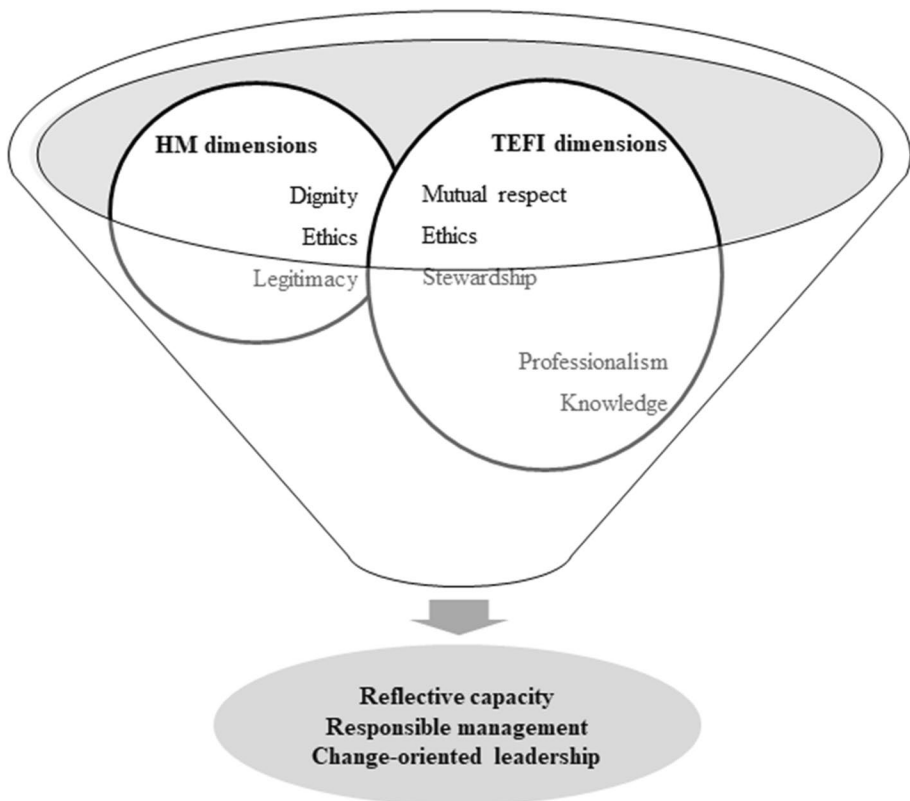 HM dimensions
Dignity
Ethics
Legitimacy
TEFI dimensions
Mutual respect
Ethics
Stewardship
Professionalism
Knowledge
Reflective capacity
Responsible management
Change-oriented leadership